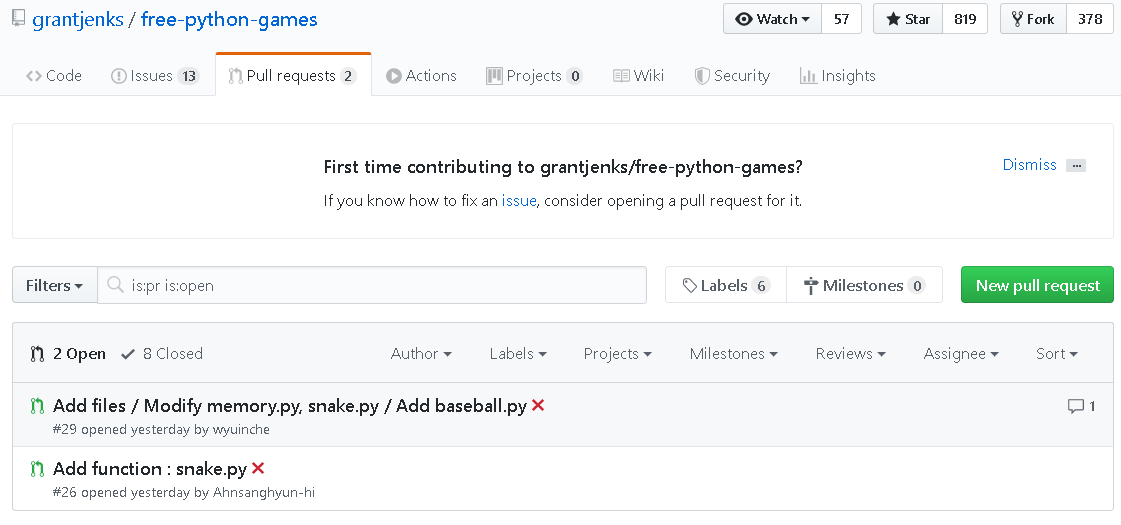 grantjenks / free-python-games
Watch 57 Star 819 Fork 378
Code Issues 13 Pull requests 2 Actions Projects 0 Wiki Security Insights
First time contributing to grantjenks/free-python-games?
Dismiss ...
If you know how to fix an issue, consider opening a pull request for it.
Filters is:pr is:open Labels 6 Milestones 0 New pull request
2 Open 8 Closed Author Labels Projects Milestones Reviews Assignee Sort
Add files / Modify memory.py, snake.py / Add baseball.py 1
#29 opened yesterday by wyuinche
Add function : snake.py
#26 opened yesterday by Ahnsanghyun-hi